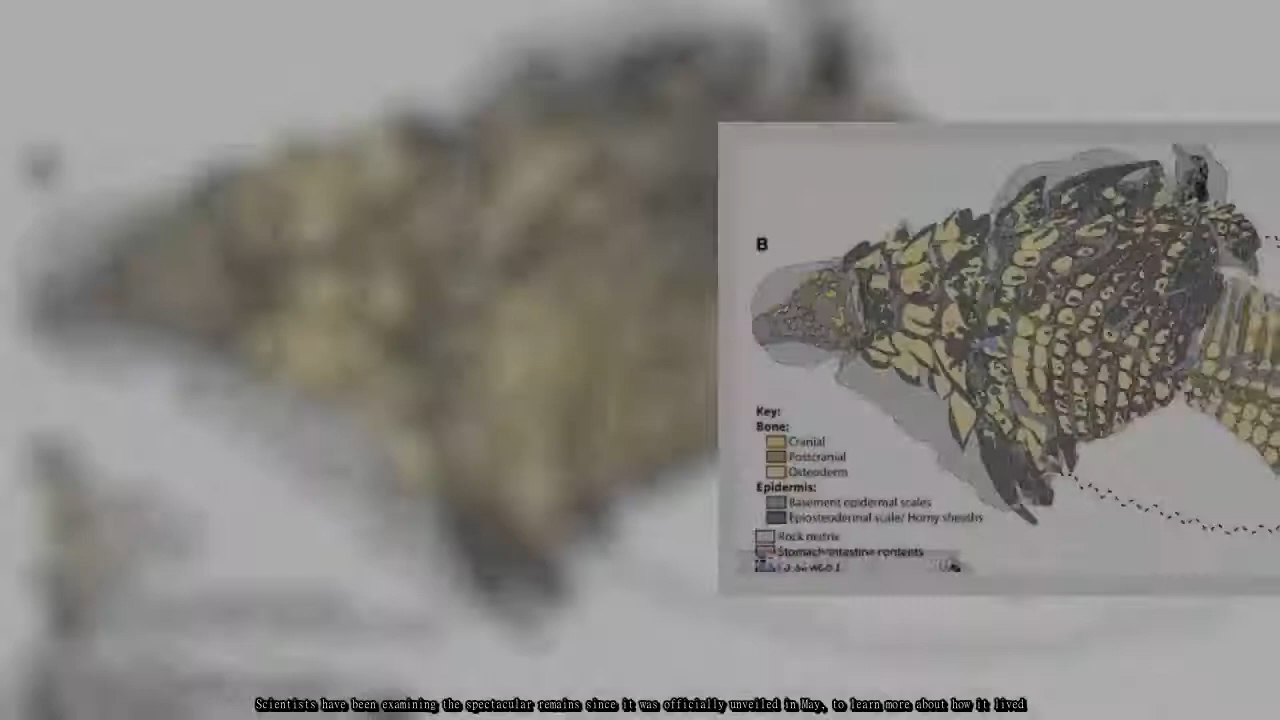 B
Key:
Bone:
Cranial
Postcranial
Osteoderm
Epidermis:
Basement epidermal scales
Epiosteodermal scale/ Horny sheaths
Rock matrix
Stomach/intestine contents
Scientists have been examining the spectacular remains since it was officially unveiled in May, to learn more about how it lived